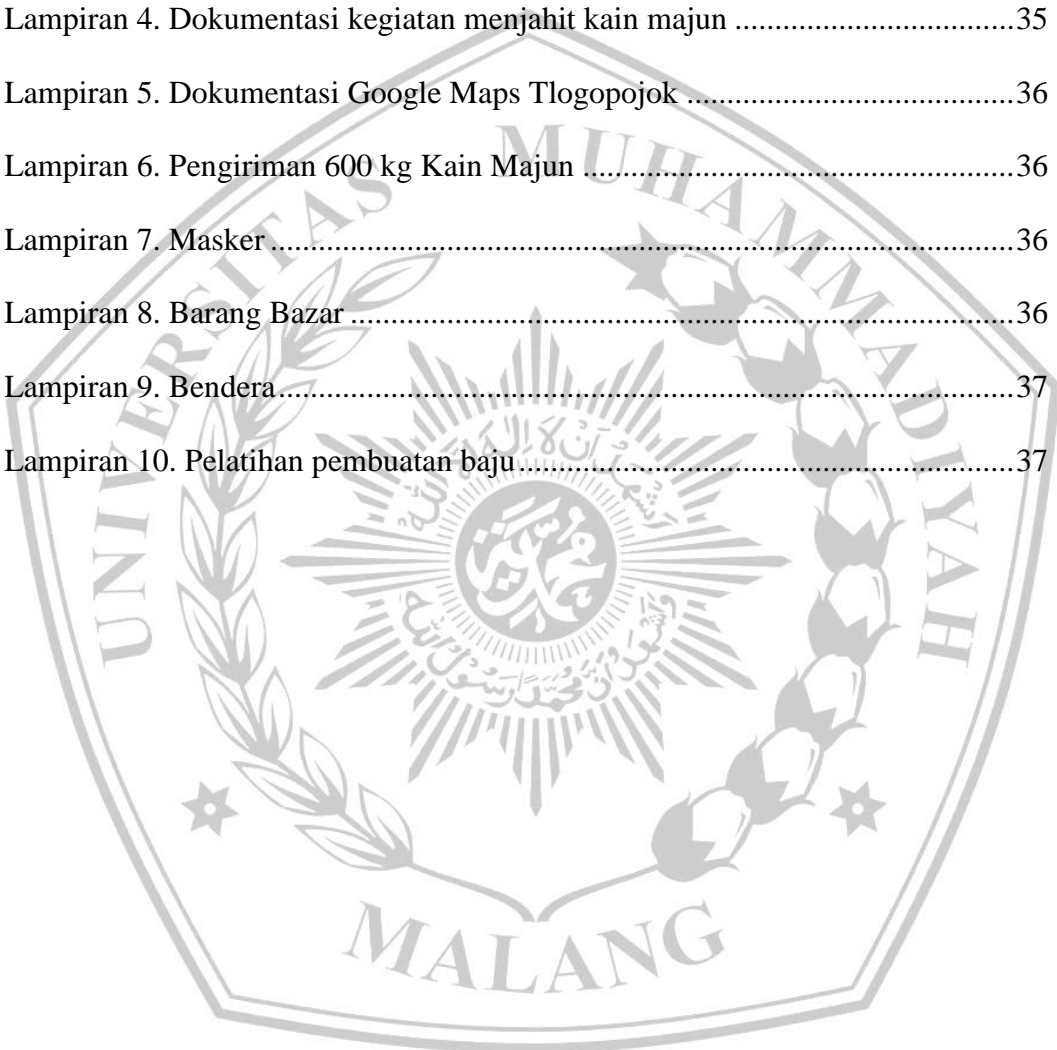 Lampiran 4. Dokumentasi kegiatan menjahit kain majun ..................................35
Lampiran 5. Dokumentasi Google Maps Tlogopojok .......................................36
Lampiran 6. Pengiriman 600 kg Kain Majun ....................................................36
Lampiran 7. Masker ..........................................................................................36
Lampiran 8. Barang Bazar ................................................................................36
Lampiran 9. Bendera.........................................................................................37
Lampiran 10. Pelatihan pembuatan baju ...........................................................37
UNIVERSITAS MUHAMMADIYAH
MALANG